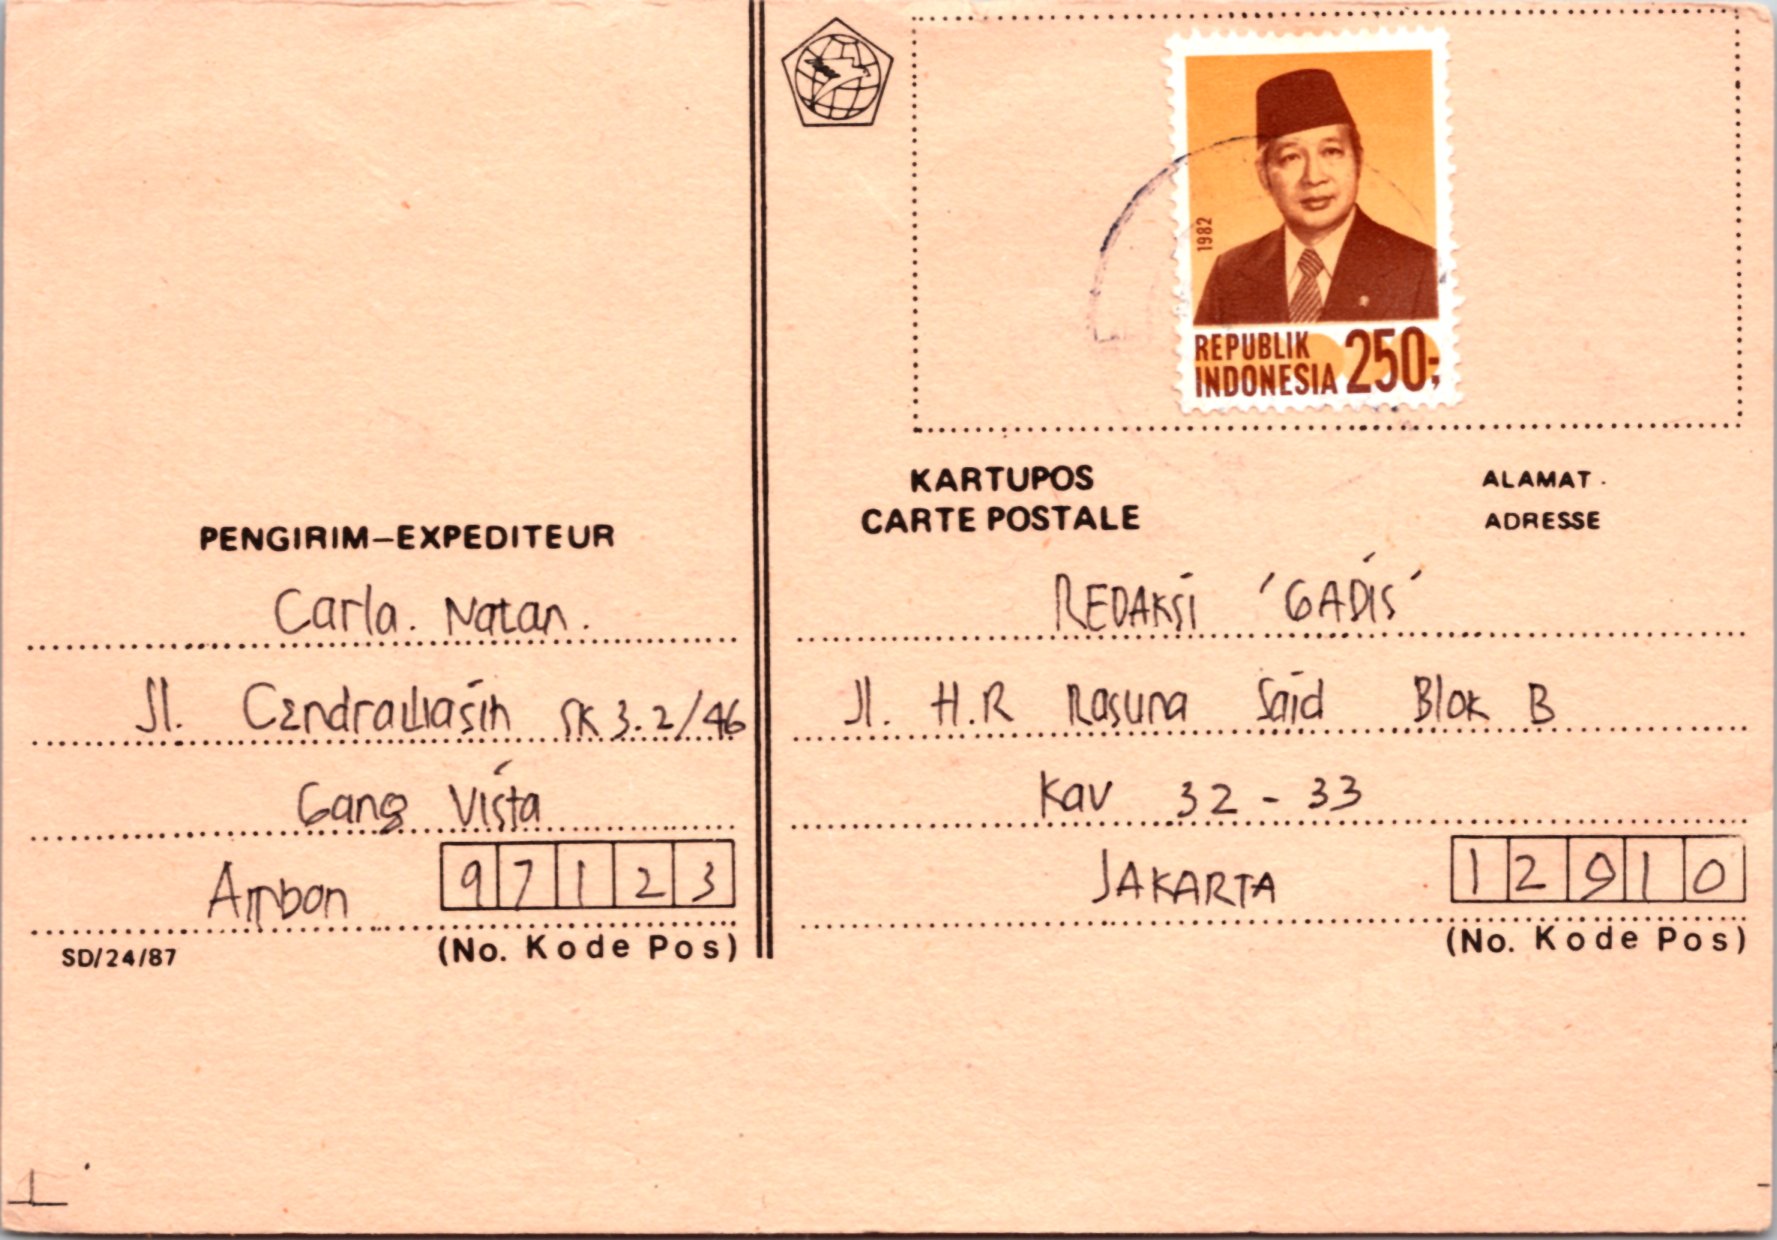 1982
REPUBLIK
INDONESIA 250,-
KARTUPOS
CARTE POSTALE
ALAMAT
ADRESSE
PENGIRIM–EXPEDITEUR
Carla. Natan.
Jl. Cendrawasih SK 3.2/46
Gang Vista
Ambon 97123
(No. Kode Pos)
SD/24/87
REDAKSI 'GADIS'
Jl. H.R Rasuna Said Blok B
Kav 32 - 33
JAKARTA 12910
(No. Kode Pos)